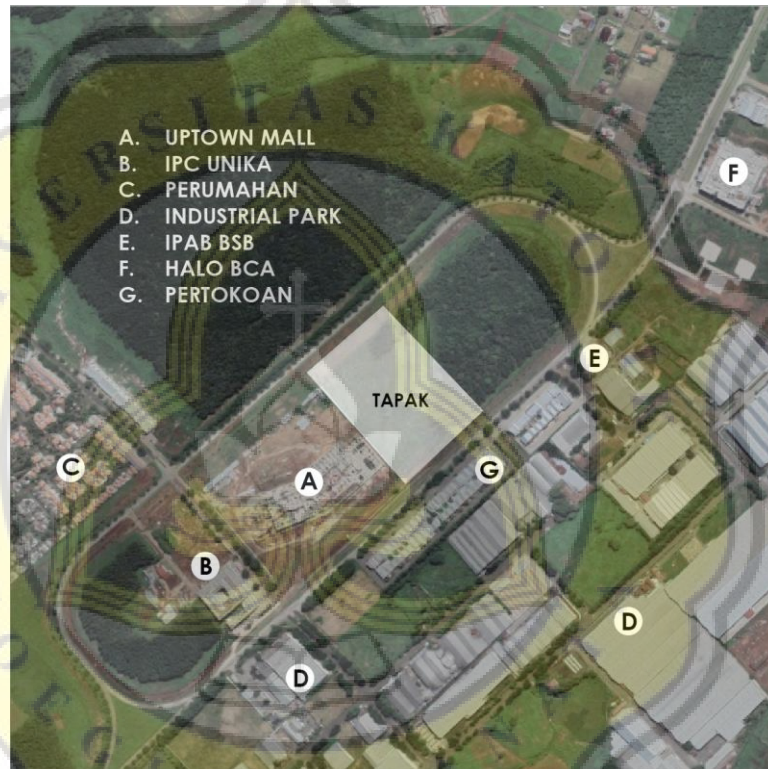 A. UPTOWN MALL
B. IPC UNIKA
C. PERUMAHAN
D. INDUSTRIAL PARK
E. IPAB BSB
F. HALO BCA
G. PERTOKOAN
F
E
TAPAK
C
G
A
B
D
D